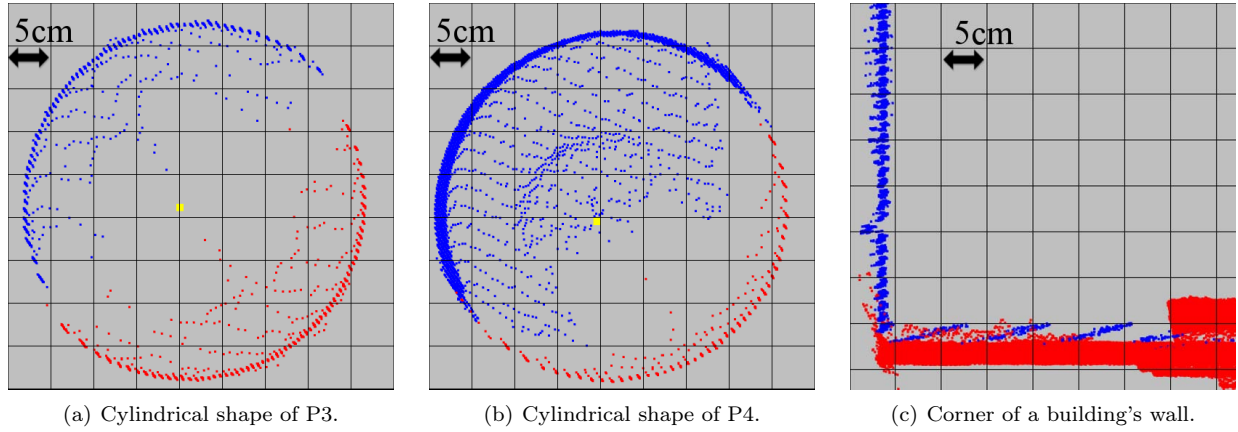 5cm
5cm
5cm
(a) Cylindrical shape of P3.
(b) Cylindrical shape of P4.
(c) Corner of a building's wall.